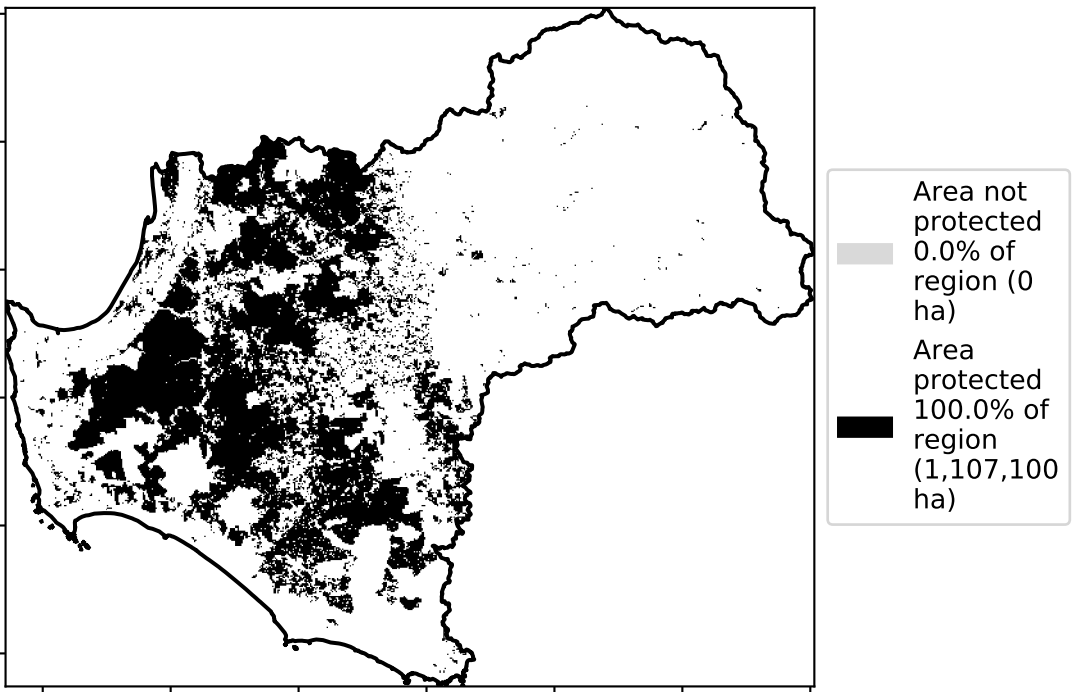 Area not
protected
0.0% of
region (0
ha)
Area
protected
100.0% of
region
(1,107,100
ha)